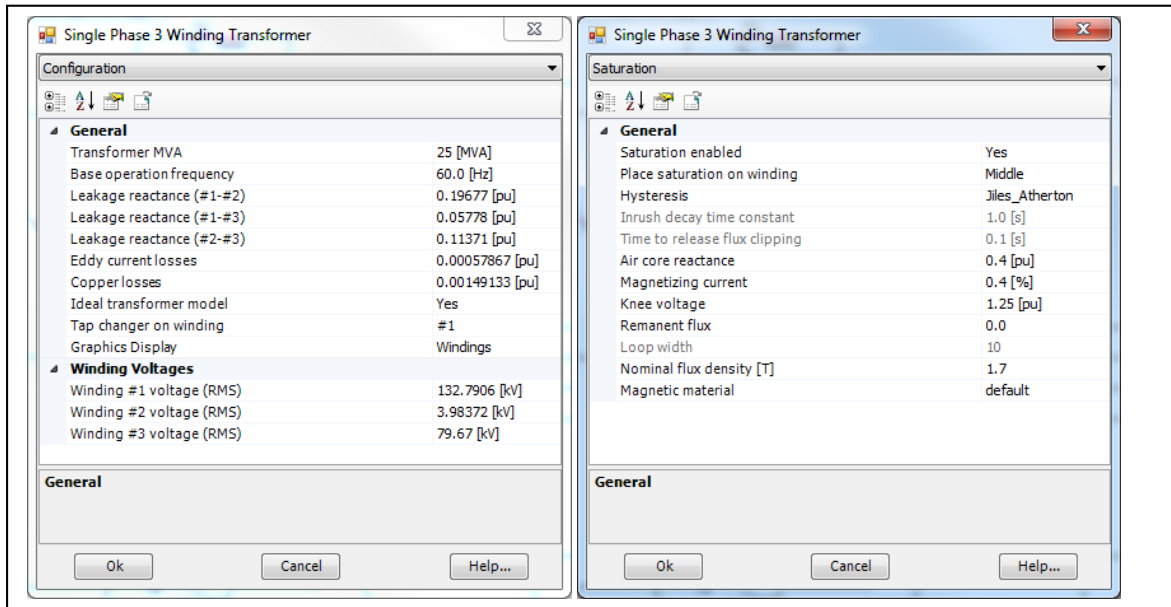 Single Phase 3 Winding Transformer
Configuration
General
Transformer MVA 25 [MVA]
Base operation frequency 60.0 [Hz]
Leakage reactance (#1-#2) 0.19677 [pu]
Leakage reactance (#1-#3) 0.05778 [pu]
Leakage reactance (#2-#3) 0.11371 [pu]
Eddy current losses 0.00057867 [pu]
Copper losses 0.00149133 [pu]
Ideal transformer model Yes
Tap changer on winding #1
Graphics Display Windings
Winding Voltages
Winding #1 voltage (RMS) 132.7906 [kV]
Winding #2 voltage (RMS) 3.98372 [kV]
Winding #3 voltage (RMS) 79.67 [kV]
General
Ok Cancel Help...
Single Phase 3 Winding Transformer
Saturation
General
Saturation enabled Yes
Place saturation on winding Middle
Hysteresis Jiles_Atherton
Inrush decay time constant 1.0 [s]
Time to release flux clipping 0.1 [s]
Air core reactance 0.4 [pu]
Magnetizing current 0.4 [%]
Knee voltage 1.25 [pu]
Remanent flux 0.0
Loop width 10
Nominal flux density [T] 1.7
Magnetic material default
General
Ok Cancel Help...